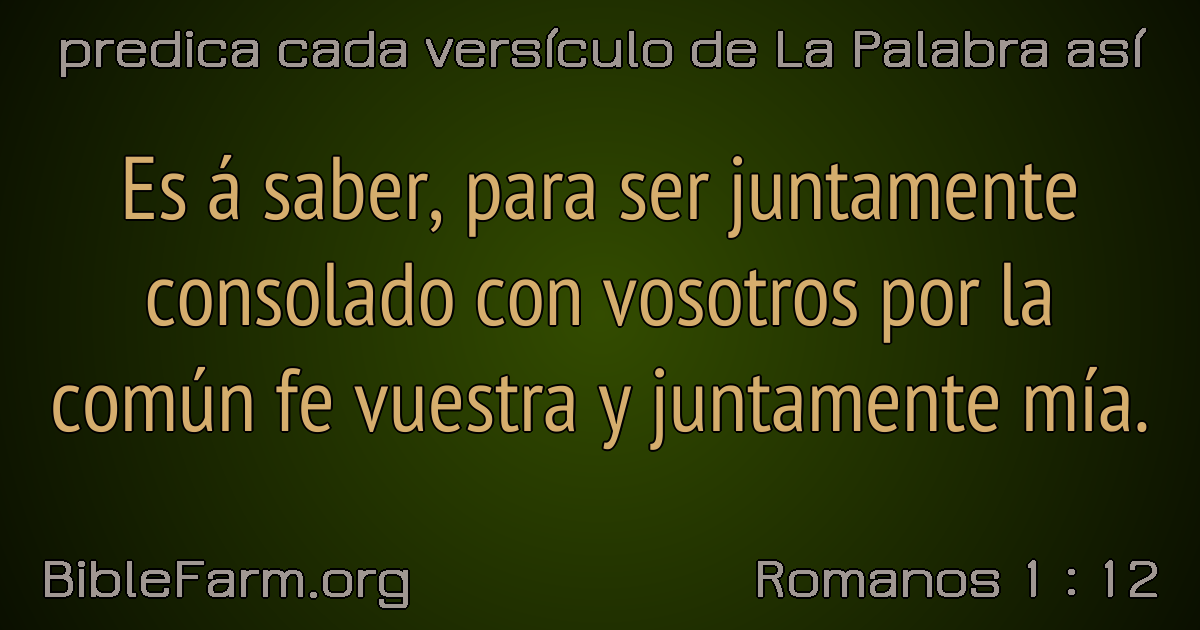 predica cada versículo de La Palabra así
Es á saber, para ser juntamente
consolado con vosotros por la
común fe vuestra y juntamente mía.
BibleFarm.org
Romanos 1 : 12